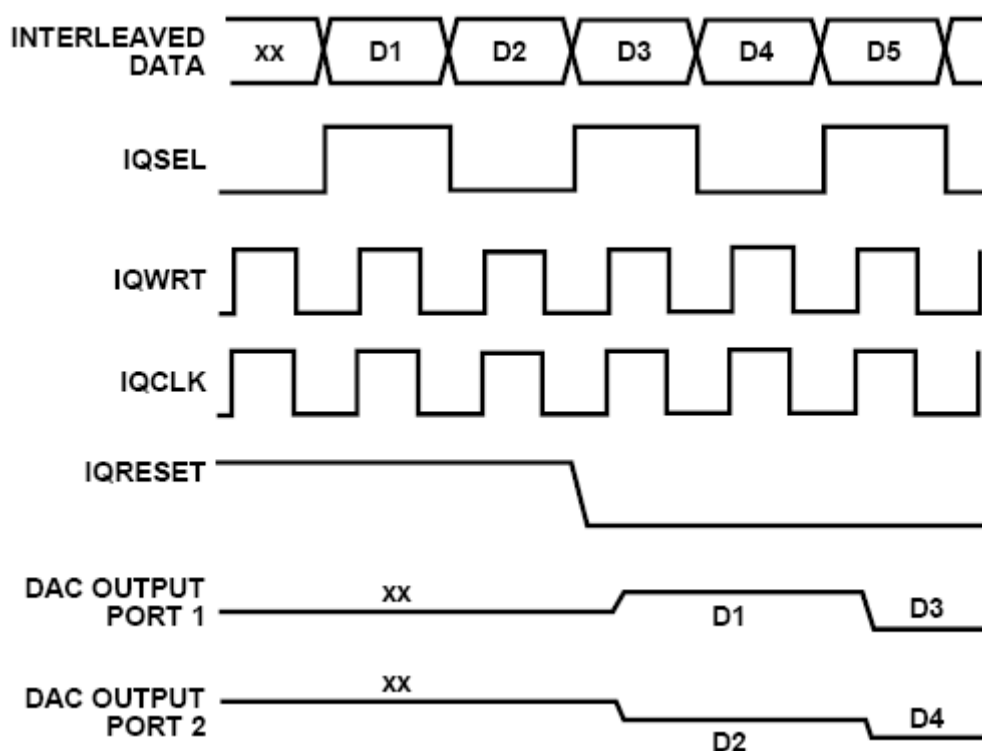 INTERLEAVED
DATA
xx D1 D2 D3 D4 D5
IQSEL
IQWRT
IQCLK
IQRESET
DAC OUTPUT
PORT 1
xx
D1
D3
DAC OUTPUT
PORT 2
xx
D2
D4